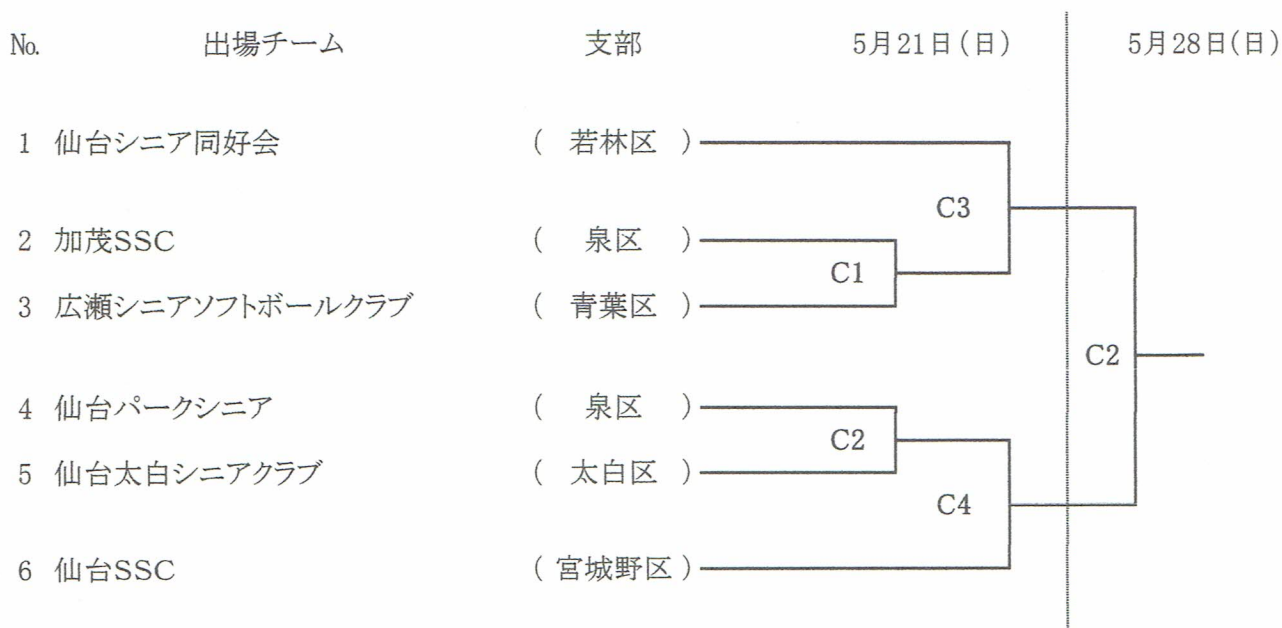 № 出場チーム 支部 5月21日(日) 5月28日(日)
1 仙台シニア同好会 ( 若林区 )
C3
2 加茂SSC ( 泉区 )
C1
3 広瀬シニアソフトボールクラブ ( 青葉区 )
C2
4 仙台パークシニア ( 泉区 )
C2
5 仙台太白シニアクラブ ( 太白区 )
C4
6 仙台SSC ( 宮城野区 )